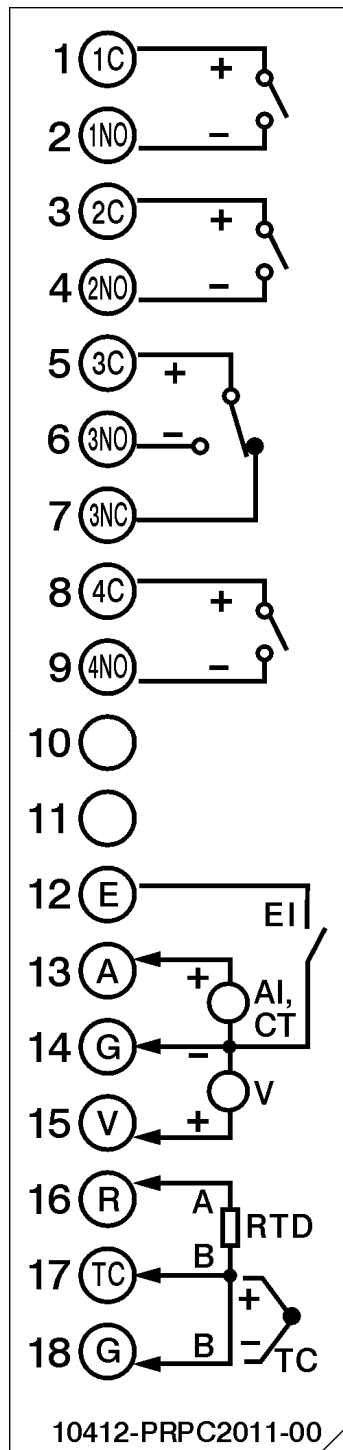 1 1C +
2 1NO −
3 2C +
4 2NO −
5 3C +
6 3NO −
7 3NC
8 4C +
9 4NO −
10
11
12 E
EI
13 A + AI,
CT
14 G −
V
15 V +
16 R A
RTD
17 TC B
+
−
18 G B TC
10412-PRPC2011-00